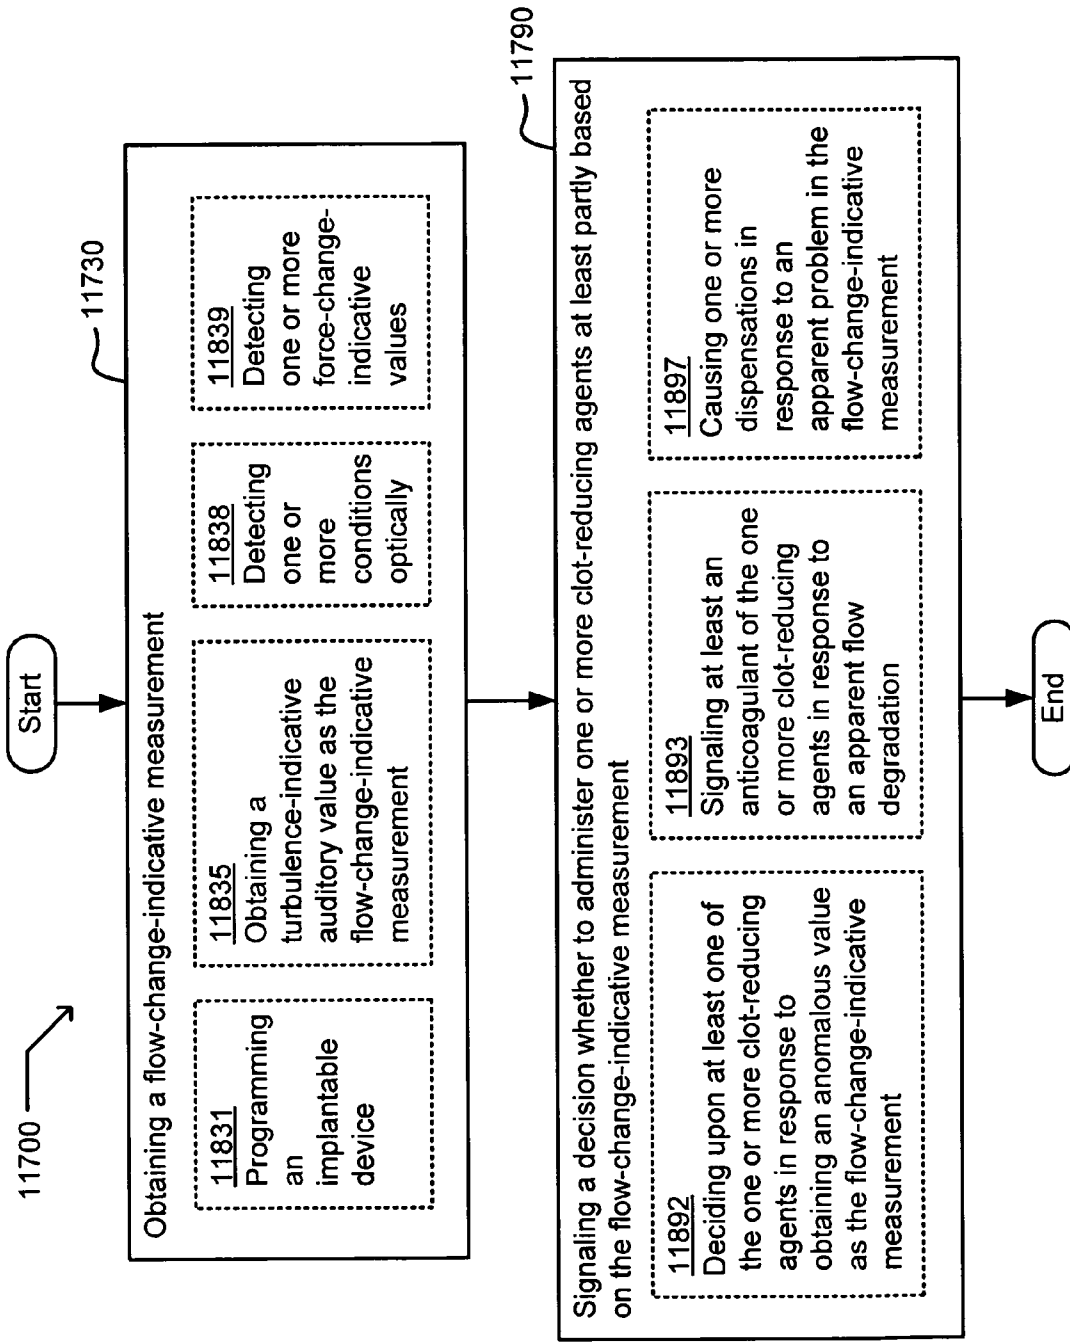 11700
Start
11730
Obtaining a flow-change-indicative measurement
11831
Programming
an
implantable
device
11835
Obtaining a
turbulence-indicative
auditory value as the
flow-change-indicative
measurement
11838
Detecting
one or
more
conditions
optically
11839
Detecting
one or more
force-change-
indicative
values
11790
Signaling a decision whether to administer one or more clot-reducing agents at least partly based
on the flow-change-indicative measurement
11892
Deciding upon at least one of
the one or more clot-reducing
agents in response to
obtaining an anomalous value
as the flow-change-indicative
measurement
11893
Signaling at least an
anticoagulant of the one
or more clot-reducing
agents in response to
an apparent flow
degradation
11897
Causing one or more
dispensations in
response to an
apparent problem in the
flow-change-indicative
measurement
End